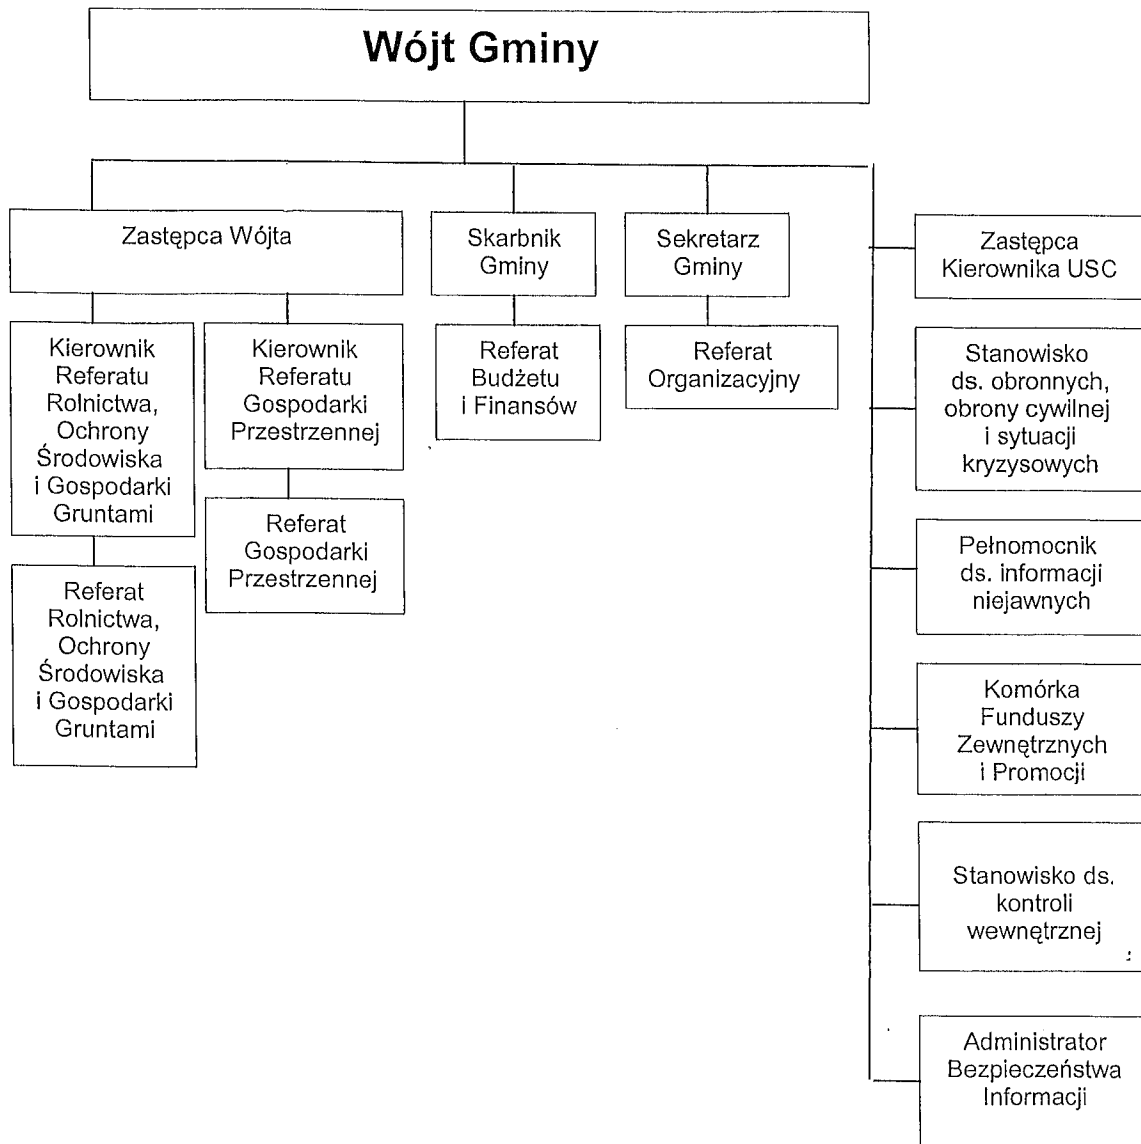 Wójt Gminy
Zastępca Wójta
Skarbnik
Gminy
Sekretarz
Gminy
Zastępca
Kierownika USC
Kierownik
Referatu
Rolnictwa,
Ochrony
Środowiska
i Gospodarki
Gruntami
Kierownik
Referatu
Gospodarki
Przestrzennej
Referat
Budżetu
i Finansów
Referat
Organizacyjny
Stanowisko
ds. obronnych,
obrony cywilnej
i sytuacji
kryzysowych
Referat
Gospodarki
Przestrzennej
Referat
Rolnictwa,
Ochrony
Środowiska
i Gospodarki
Gruntami
Pełnomocnik
ds. informacji
niejawnych
Komórka
Funduszy
Zewnętrznych
i Promocji
Stanowisko ds.
kontroli
wewnętrznej
Administrator
Bezpieczeństwa
Informacji